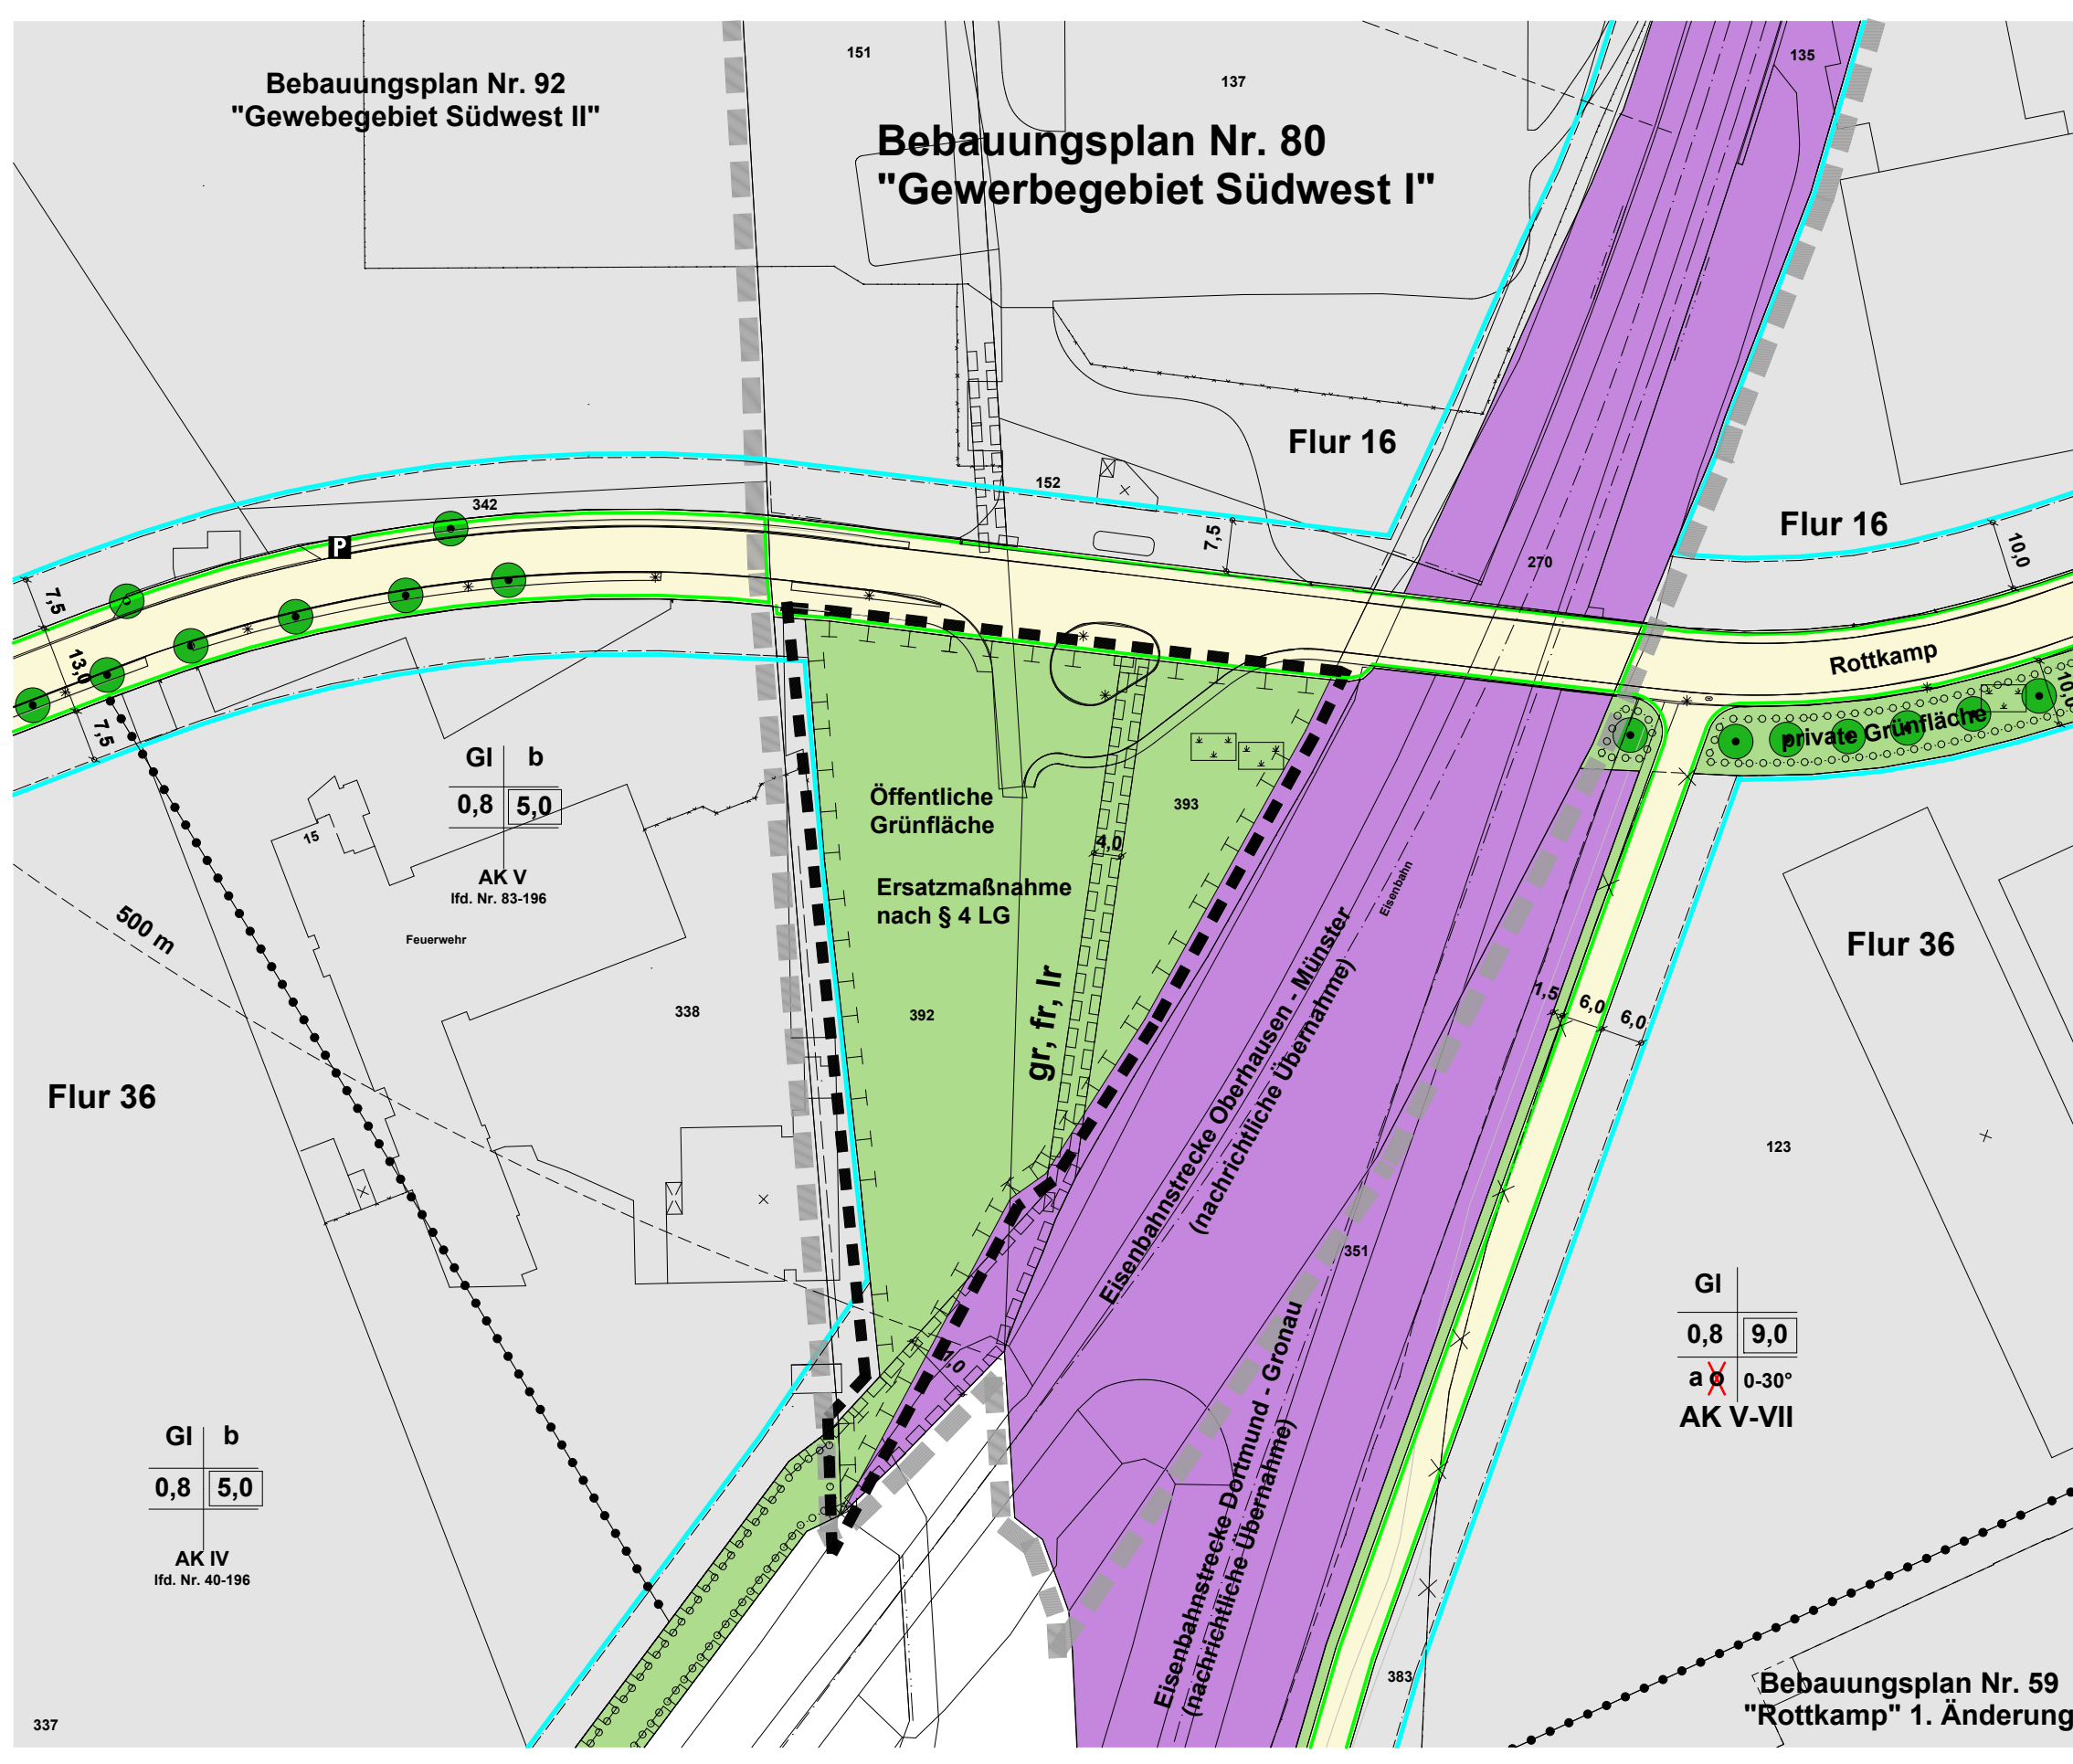 151
137
135
Bebauungsplan Nr. 92
"Gewebegebiet Südwest II"
Bebauungsplan Nr. 80
"Gewerbegebiet Südwest I"
Flur 16
152
342
P
7,5
270
Flur 16
10,0
7,5
13,0
7,5
Rottkamp
10,0
private Grünfläche
GI b
0,8 5,0
AK V
lfd. Nr. 83-196
15
Feuerwehr
500 m
Öffentliche
Grünfläche
393
4,0
Ersatzmaßnahme
nach § 4 LG
Eisenbahn
Flur 36
338
392
gr, fr, lr
1,5
6,0
6,0
Flur 36
Eisenbahnstrecke Oberhausen - Münster
(nachrichtliche Übernahme)
123
351
GI
0,8 9,0
a o 0-30°
AK V-VII
Eisenbahnstrecke Dortmund - Gronau
(nachrichtliche Übernahme)
GI b
0,8 5,0
AK IV
lfd. Nr. 40-196
383
337
Bebauungsplan Nr. 59
"Rottkamp" 1. Änderung